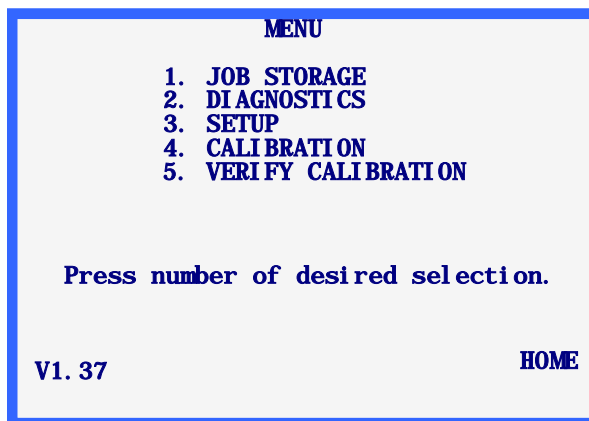 MENU
1. JOB STORAGE
2. DIAGNOSTICS
3. SETUP
4. CALIBRATION
5. VERIFY CALIBRATION
Press number of desired selection.
HOME
V1.37